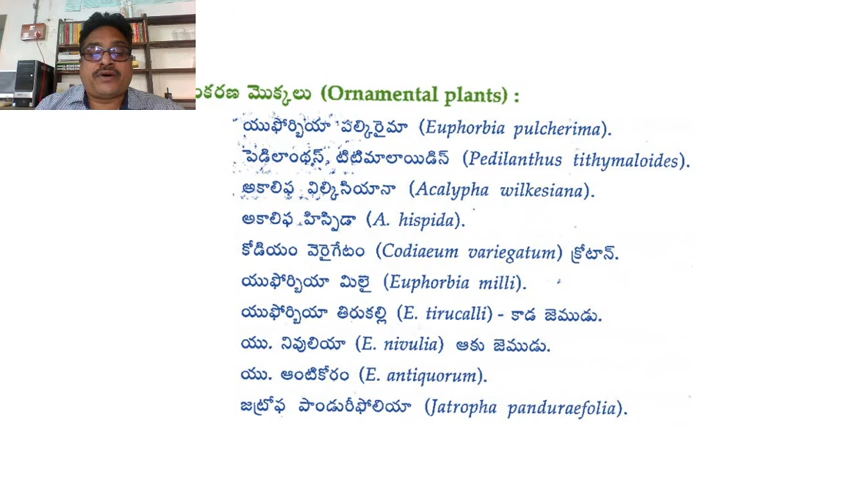 ంకరణ మొక్కలు (Ornamental plants) :
యుఫోర్బియా పల్కిరైమా (Euphorbia pulcherima).
పెడిలాంథస్, టిటిమాలాయిడిస్ (Pedilanthus tithymaloides).
అకాలిఫ విల్కిసియానా (Acalypha wilkesiana).
అకాలిఫ హిస్పిడా (A. hispida).
కోడియం వెరైగేటం (Codiaeum variegatum) క్రోటాన్.
యుఫోర్బియా మిలై (Euphorbia milli).
యుఫోర్బియా తిరుకల్లి (E. tirucalli) - కాడ జెముడు.
యు. నివులియా (E. nivulia) ఆకు జెముడు.
యు. ఆంటికోరం (E. antiquorum).
జట్రోఫ పాండురీఫోలియా (Jatropha panduraefolia).